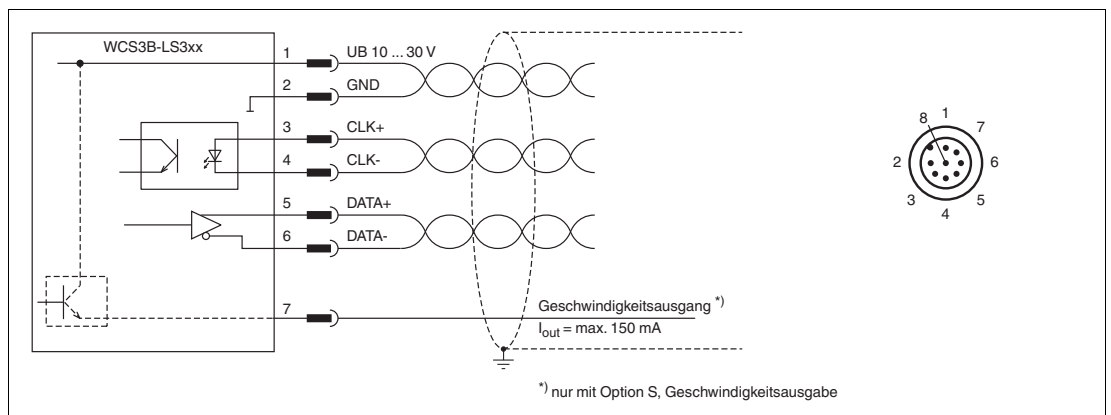 WCS3B-LS3xx
1 UB 10 ... 30 V
2 GND
3 CLK+
4 CLK-
5 DATA+
6 DATA-
7
Geschwindigkeitsausgang *)
Iout = max. 150 mA
*) nur mit Option S, Geschwindigkeitsausgabe
8 1 7
2 6
3 5
4